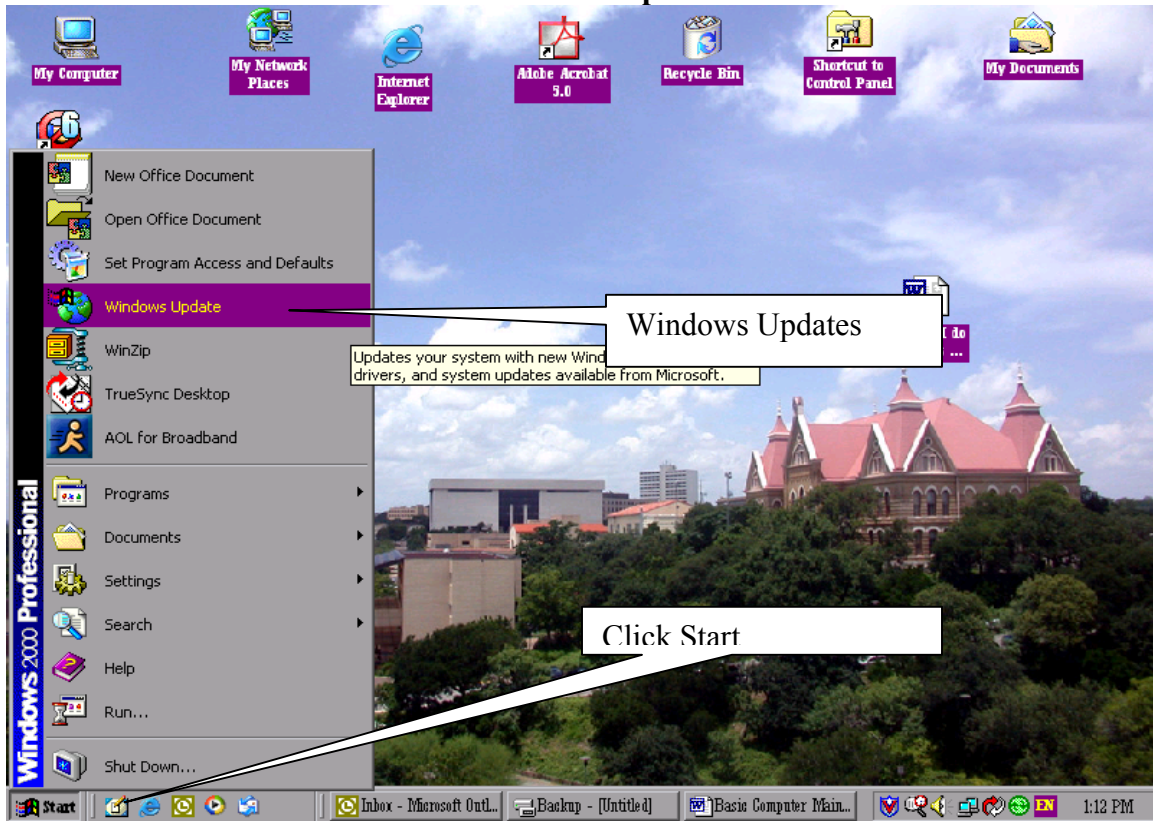 My Computer
My Network
Places
Internet
Explorer
Adobe Acrobat
5.0
Recycle Bin
Shortcut to
Control Panel
My Documents
New Office Document
Open Office Document
Set Program Access and Defaults
Windows Update
Windows Updates
I do
...
WinZip
Updates your system with new Wind
drivers, and system updates available from Microsoft.
TrueSync Desktop
AOL for Broadband
Programs
Documents
Settings
Search
Click Start
Help
Run...
Shut Down...
Windows 2000 Professional
Start
Inbox - Microsoft Outl...
Backup - [Untitled]
Basic Computer Main...
EN
1:12 PM